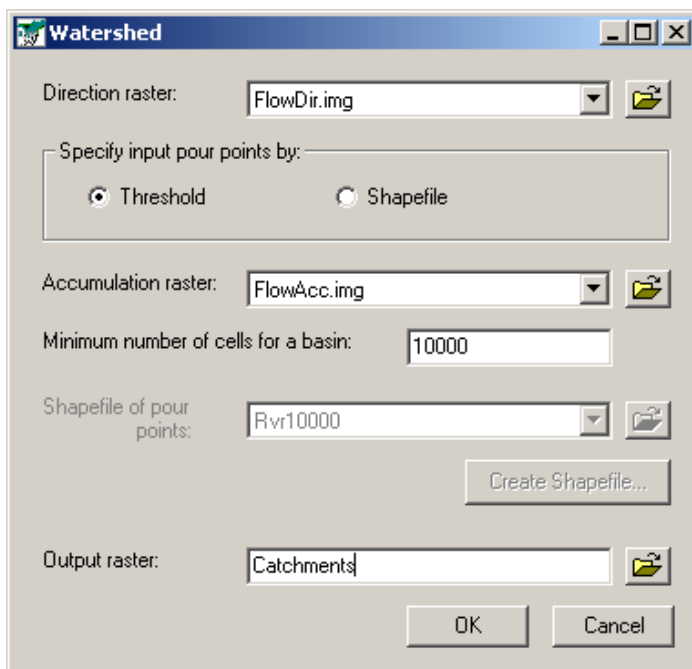 Watershed
Direction raster: FlowDir.img
Specify input pour points by:
Threshold Shapefile
Accumulation raster: FlowAcc.img
Minimum number of cells for a basin: 10000
Shapefile of pour
points:
Rvr10000
Create Shapefile...
Output raster: Catchments
OK Cancel